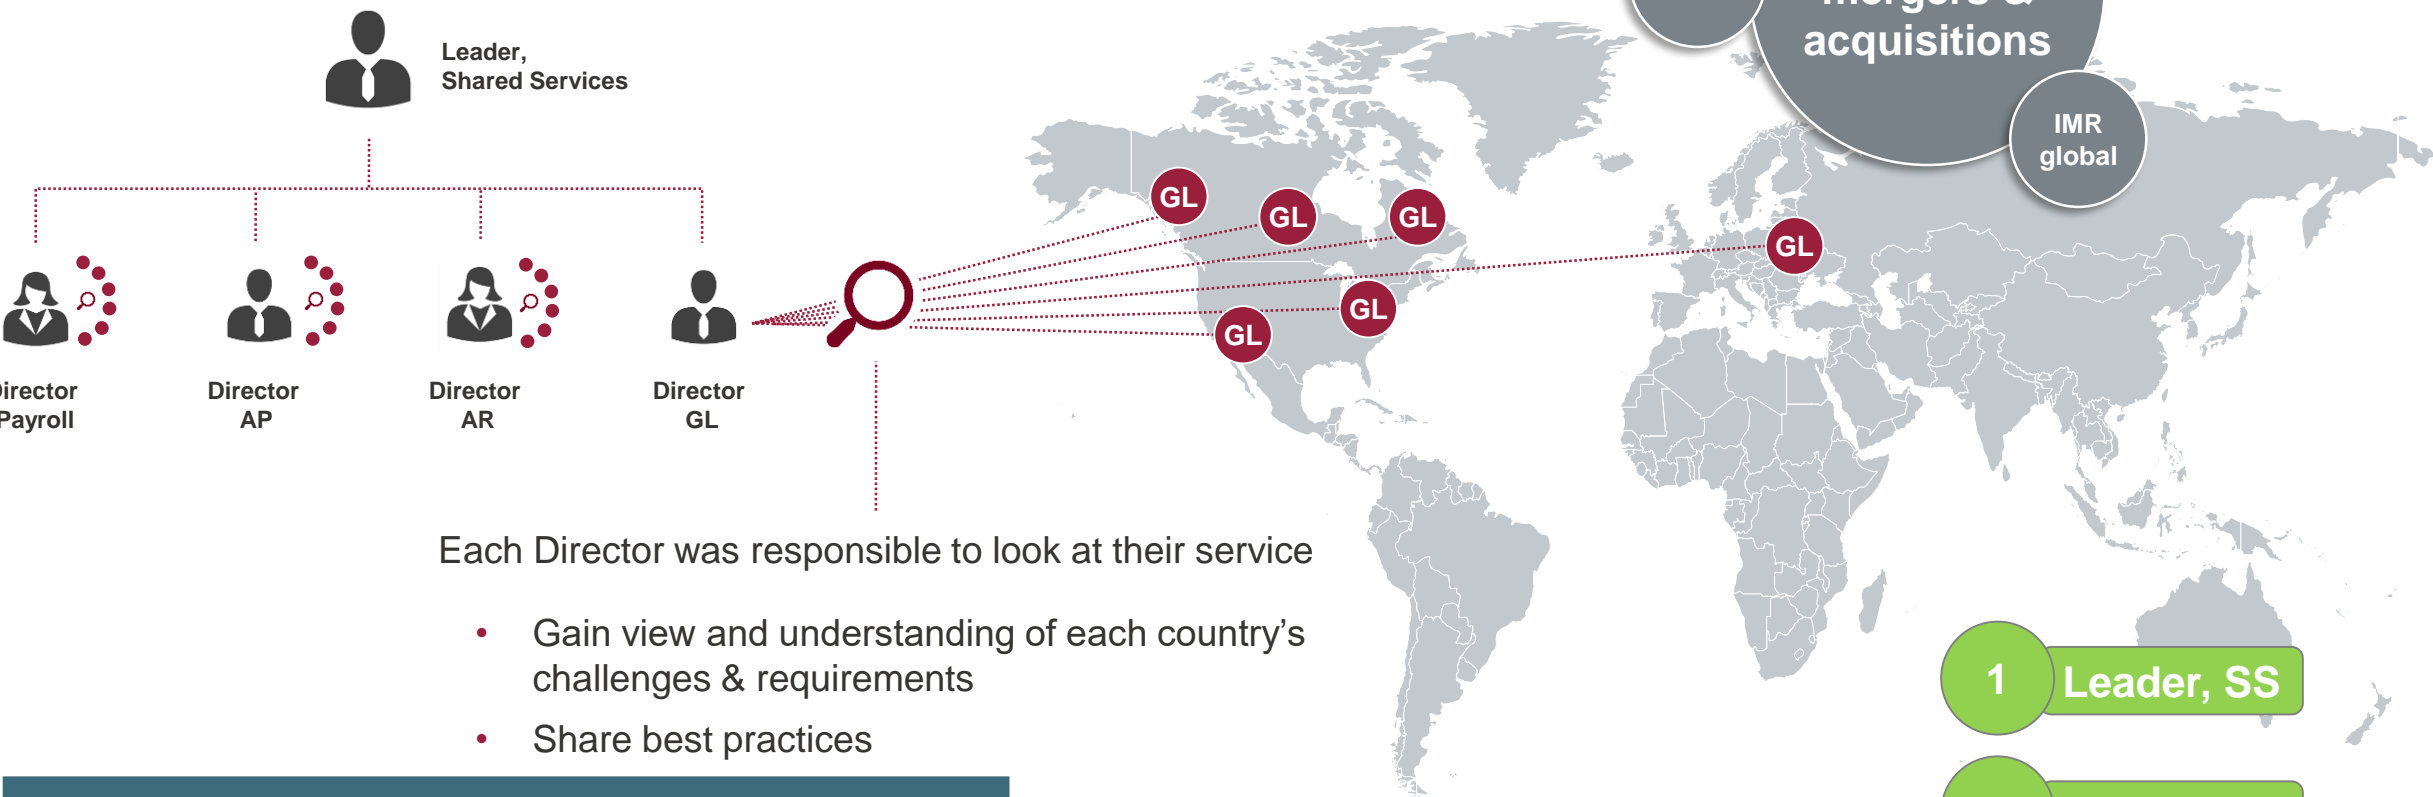 acquisitions
Leader,
Shared Services
IMR
global
GL
GL
GL
GL
GL
GL
Payroll
Director
AP
Director
AR
Director
GL
Each Director was responsible to look at their service
• Gain view and understanding of each country’s
challenges & requirements
• Share best practices
1 Leader, SS